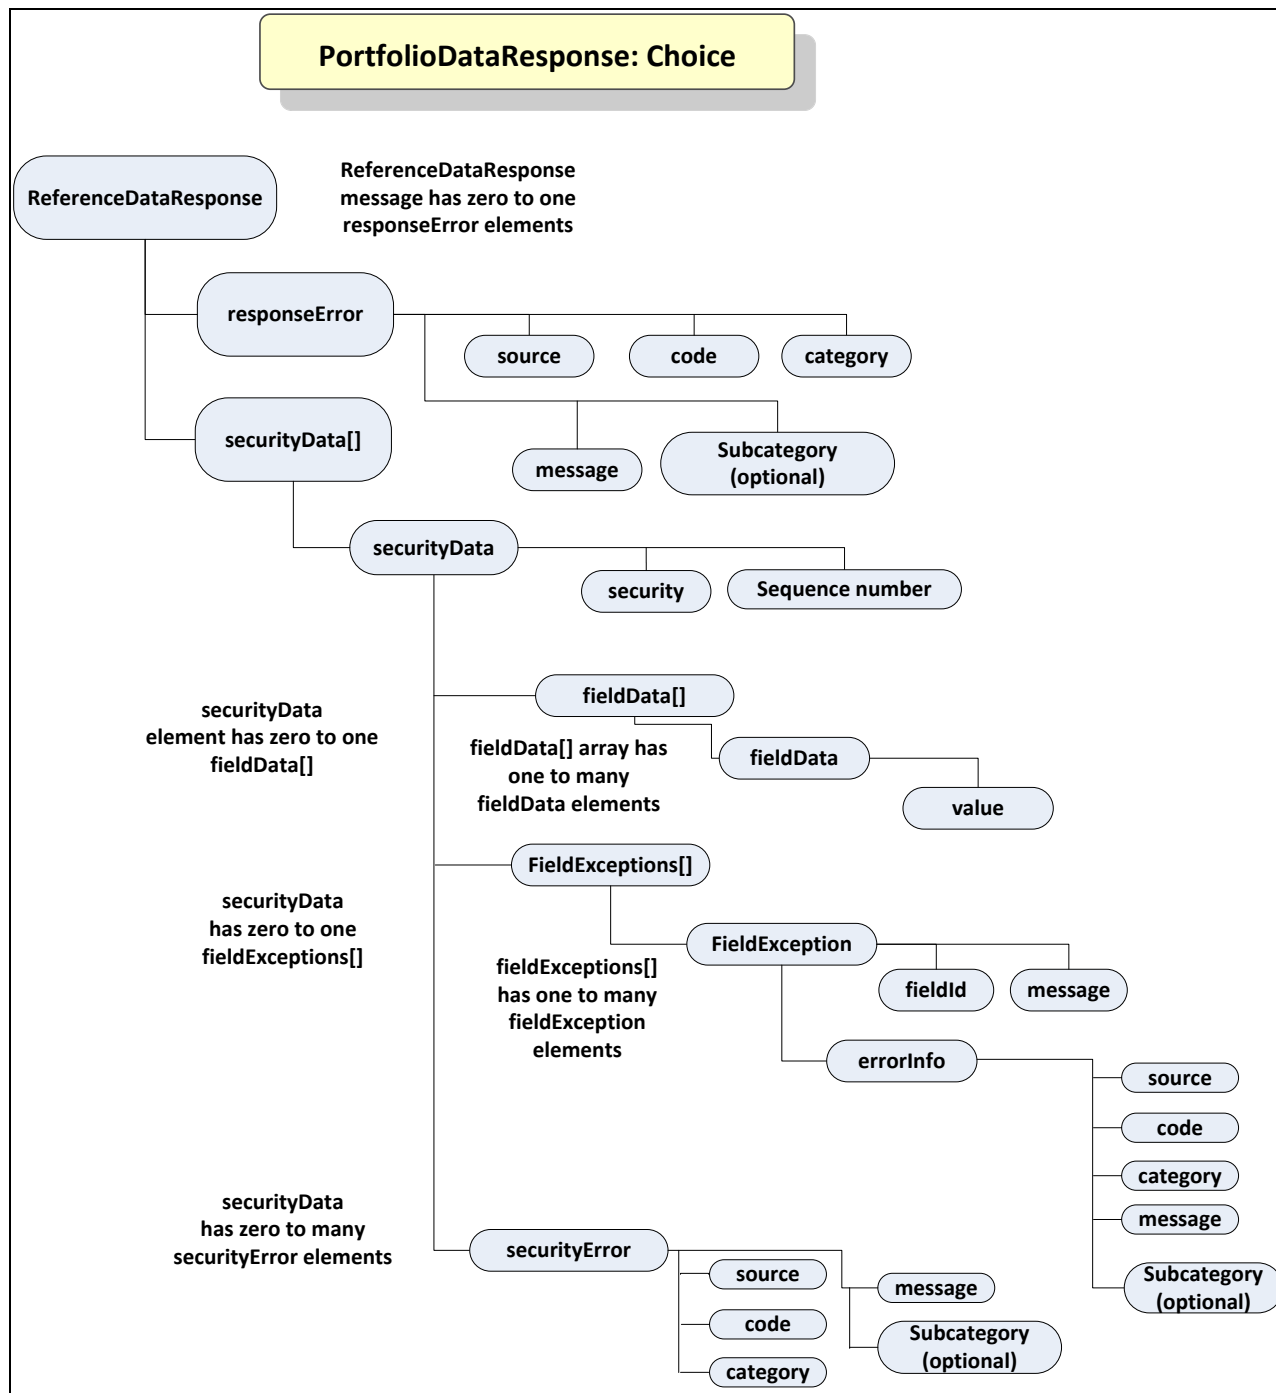 PortfolioDataResponse: Choice
ReferenceDataResponse
ReferenceDataResponse
message has zero to one
responseError elements
responseError
source
code
category
securityData[]
message
Subcategory
(optional)
securityData
security
Sequence number
fieldData[]
securityData
element has zero to one
fieldData[]
fieldData[] array has
one to many
fieldData elements
fieldData
value
FieldExceptions[]
securityData
has zero to one
fieldExceptions[]
FieldException
fieldExceptions[]
has one to many
fieldException
elements
fieldId
message
errorInfo
source
code
category
message
Subcategory
(optional)
securityData
has zero to many
securityError elements
securityError
source
code
category
message
Subcategory
(optional)